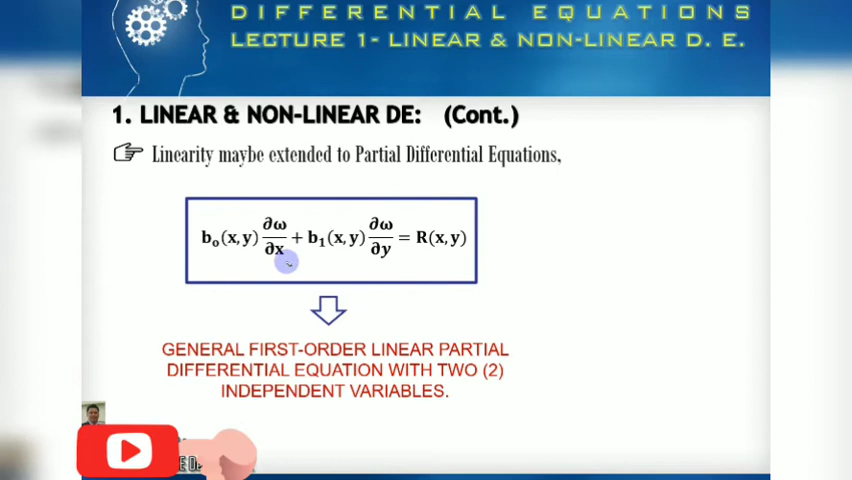 DIFFERENTIAL EQUATIONS
LECTURE 1- LINEAR & NON-LINEAR D. E.
1. LINEAR & NON-LINEAR DE: (Cont.)
Linearity maybe extended to Partial Differential Equations,
b₀(x,y) ∂ω/∂x + b₁(x,y) ∂ω/∂y = R(x,y)
GENERAL FIRST-ORDER LINEAR PARTIAL
DIFFERENTIAL EQUATION WITH TWO (2)
INDEPENDENT VARIABLES.